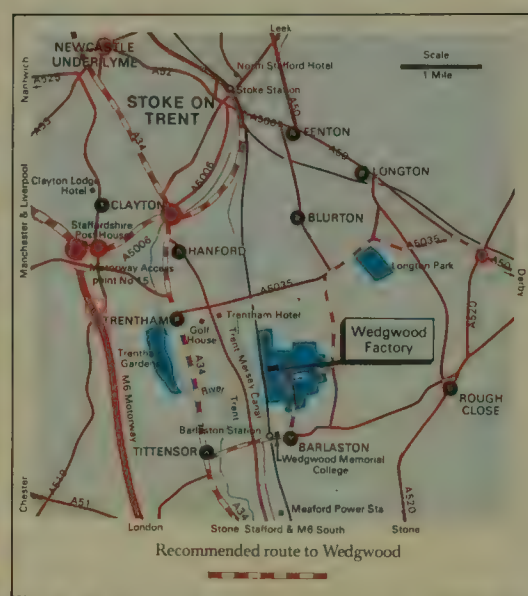 Leek
NEWCASTLE
UNDER LYME
Nantwich
A525
A52
A53
A34
North Stafford Hotel
Stoke Station
Scale
1 Mile
STOKE ON
TRENT
A50
A5006
FENTON
A50
LONGTON
A5006
Clayton Lodge
Hotel
CLAYTON
BLURTON
Manchester & Liverpool
Staffordshire
Post House
A5006
HANFORD
A5035
Motorway Access
point No 15
Longton Park
A50
Derby
A5035
A520
TRENTHAM
Trentham Hotel
Golf
House
Trentham
Gardens
Wedgwood
Factory
A34
River
Trent
Trent Mersey Canal
M6 Motorway
ROUGH
CLOSE
Barlaston Station
TITTENSOR
BARLASTON
Wedgwood Memorial
College
A519
Chester
A51
A34
Meaford Power Sta
A520
London
Stone Stafford & M6 South
Stone
Recommended route to Wedgwood